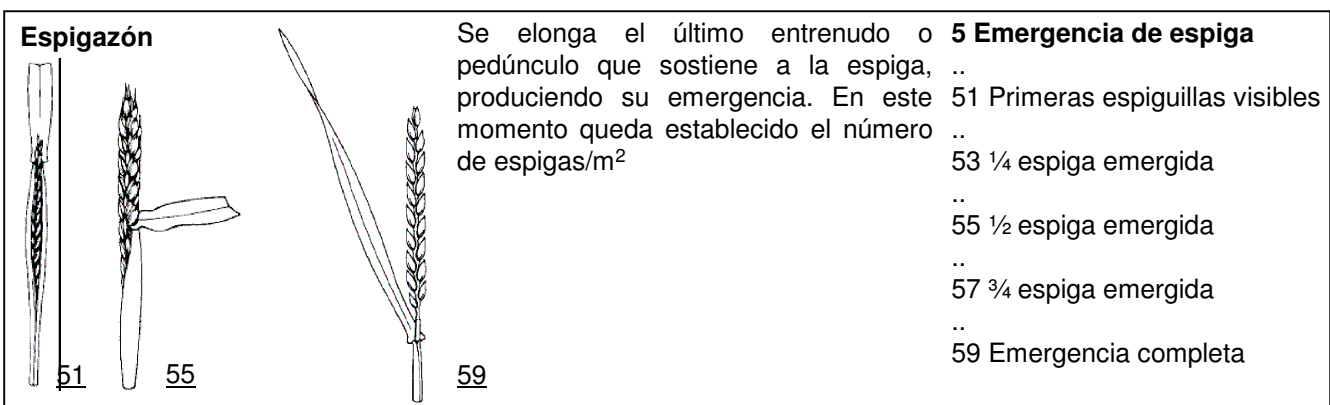 Espigazón
51
55
59
Se elonga el último entrenudo o
pedúnculo que sostiene a la espiga,
produciendo su emergencia. En este
momento queda establecido el número
de espigas/m²
5 Emergencia de espiga
..
51 Primeras espiguillas visibles
..
53 ¼ espiga emergida
..
55 ½ espiga emergida
..
57 ¾ espiga emergida
..
59 Emergencia completa